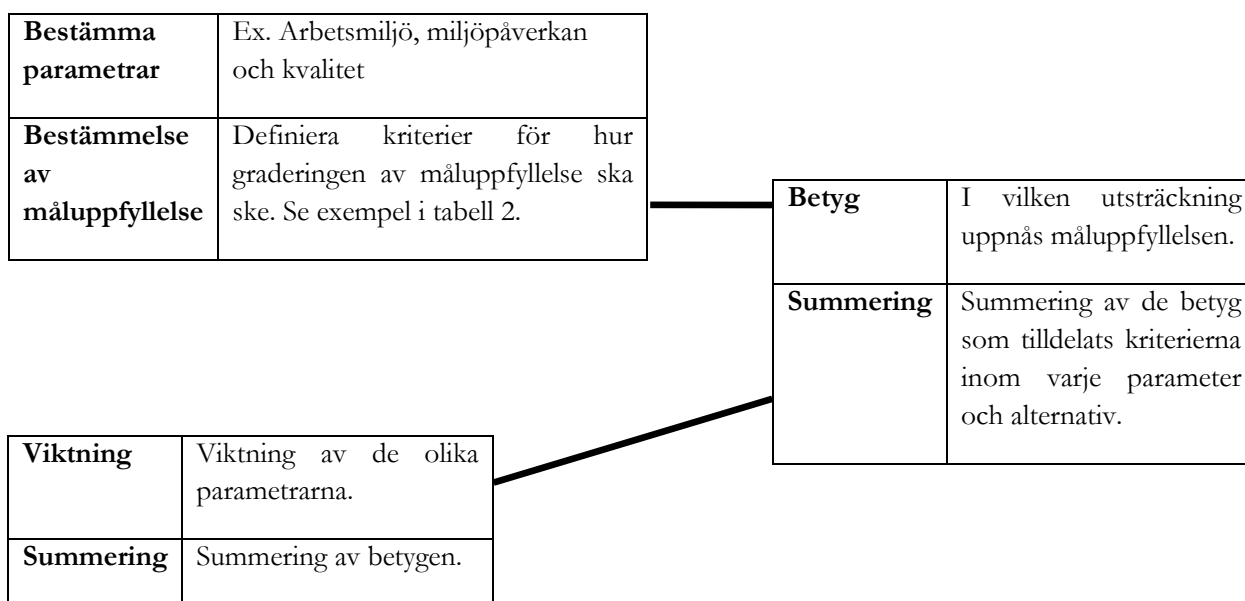 Bestämma parametrar
Ex. Arbetsmiljö, miljöpåverkan
och kvalitet
Bestämmelse
av
måluppfyllelse
Definiera kriterier för hur
graderingen av måluppfyllelse ska
ske. Se exempel i tabell 2.
Betyg
I vilken utsträckning
uppnås måluppfyllelsen.
Summering
Summering av de betyg
som tilldelats kriterierna
inom varje parameter
och alternativ.
Viktning
Viktning av de olika
parametrarna.
Summering
Summering av betygen.